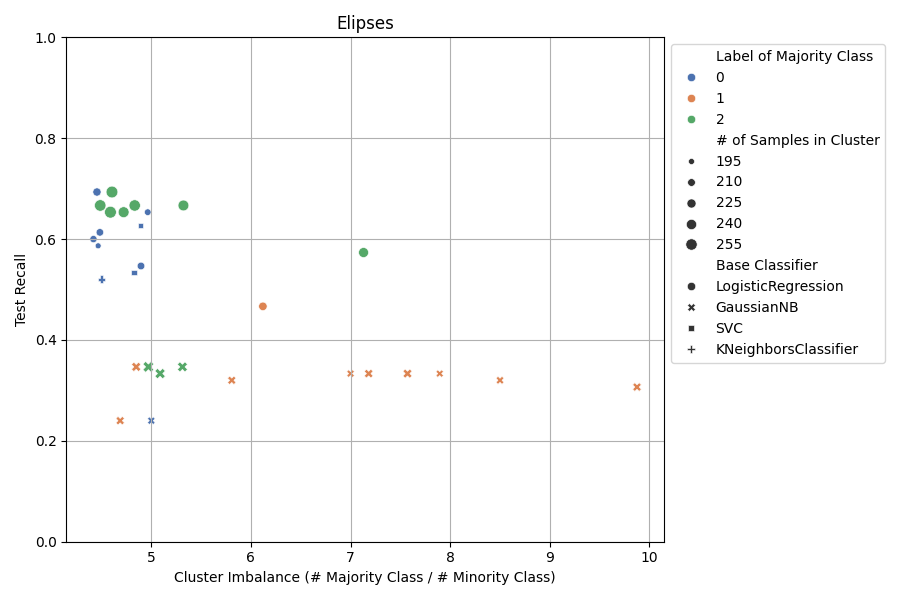 Elipses
1.0
0.8
0.6
0.4
0.2
0.0
Test Recall
5 6 7 8 9 10
Cluster Imbalance (# Majority Class / # Minority Class)
Label of Majority Class
0
1
2
# of Samples in Cluster
195
210
225
240
255
Base Classifier
LogisticRegression
GaussianNB
SVC
KNeighborsClassifier